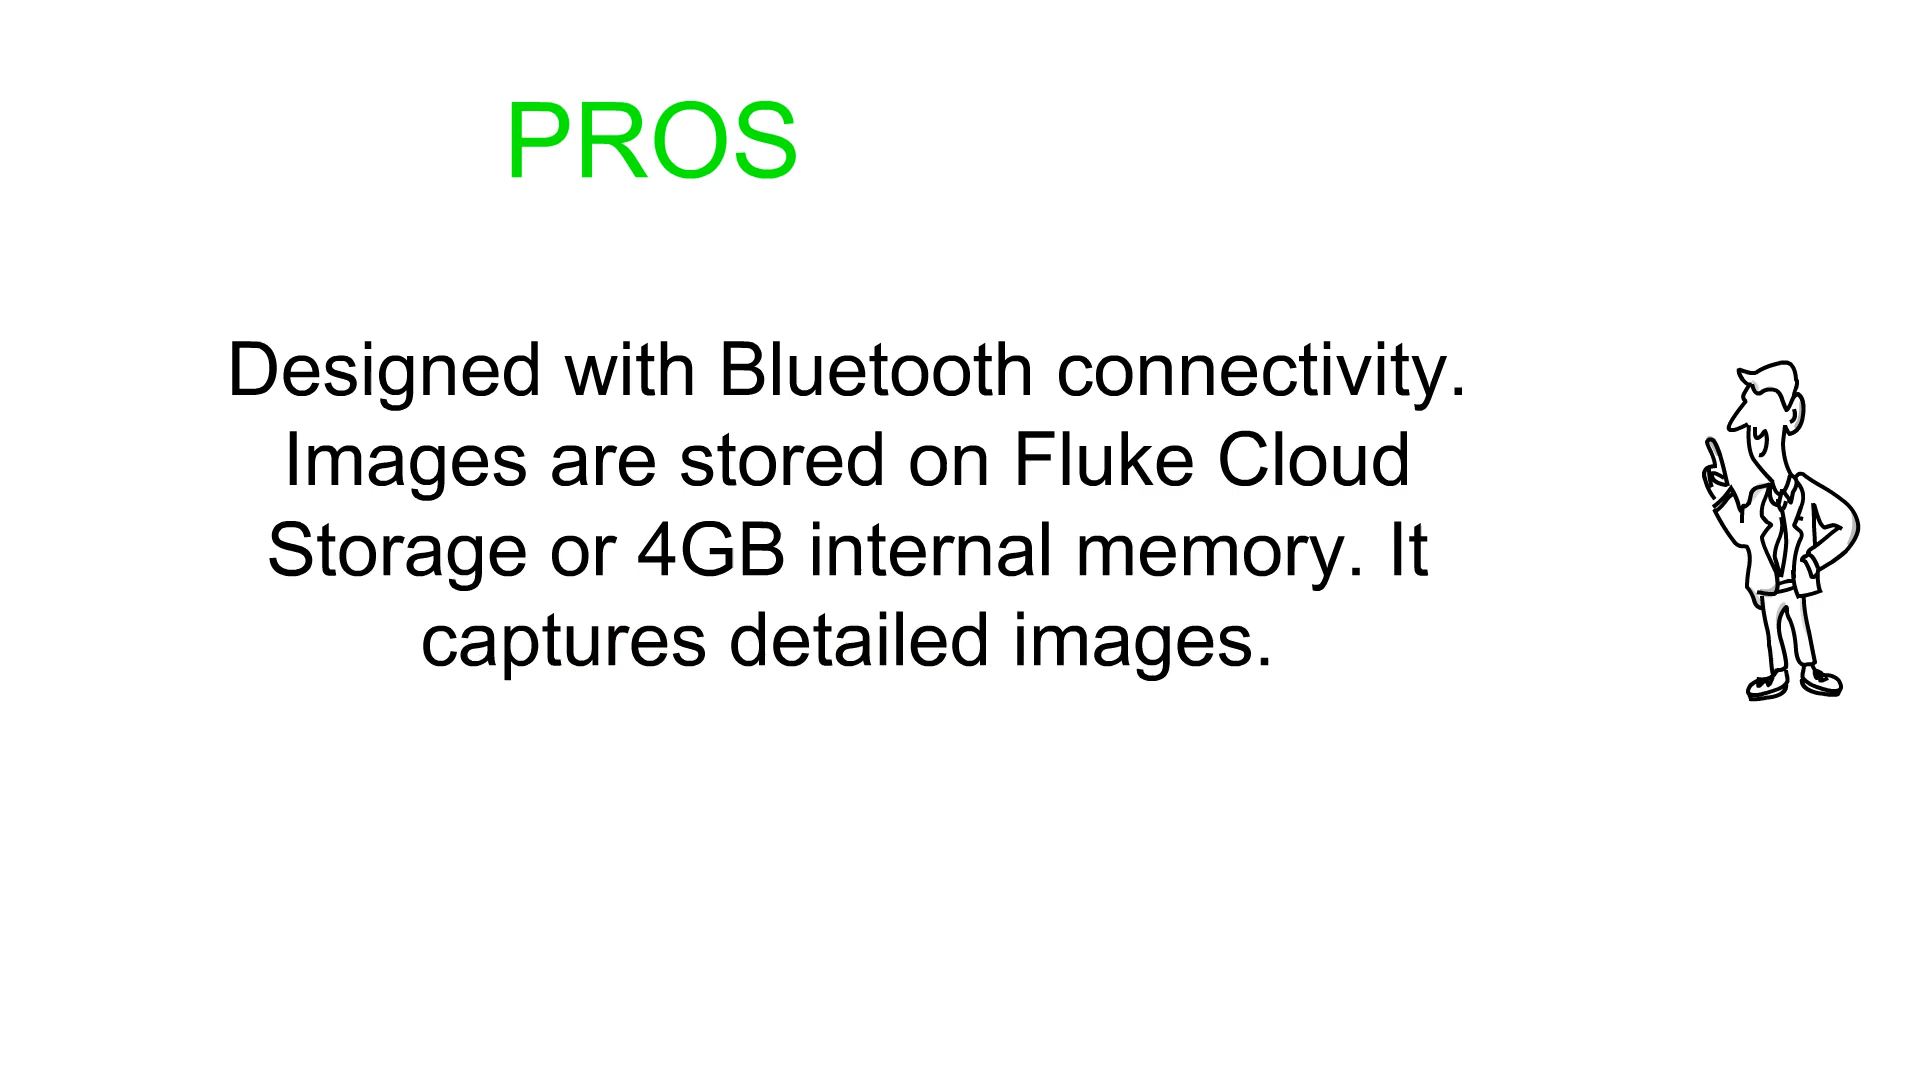 PROS
Designed with Bluetooth connectivity.
Images are stored on Fluke Cloud
Storage or 4GB internal memory. It
captures detailed images.